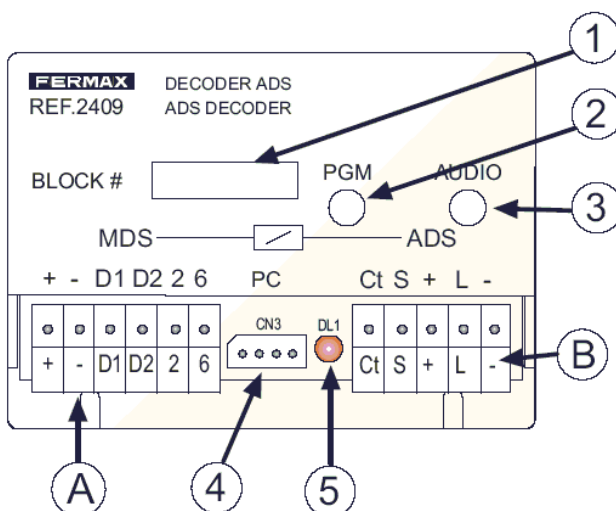 1
FERMAX DECODER ADS
REF.2409 ADS DECODER
2
BLOCK # PGM AUDIO
3
MDS ADS
+ - D1 D2 2 6 PC Ct S + L -
CN3 DL1
+ - D1 D2 2 6 Ct S + L -
B
A 4 5